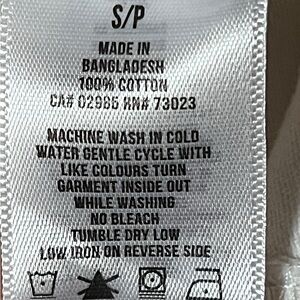 S/P
MADE IN
BANGLADESH
100% COTTON
CA# 02985 RN# 73023
MACHINE WASH IN COLD
WATER GENTLE CYCLE WITH
LIKE COLOURS TURN
GARMENT INSIDE OUT
WHILE WASHING
NO BLEACH
TUMBLE DRY LOW
LOW IRON ON REVERSE SIDE